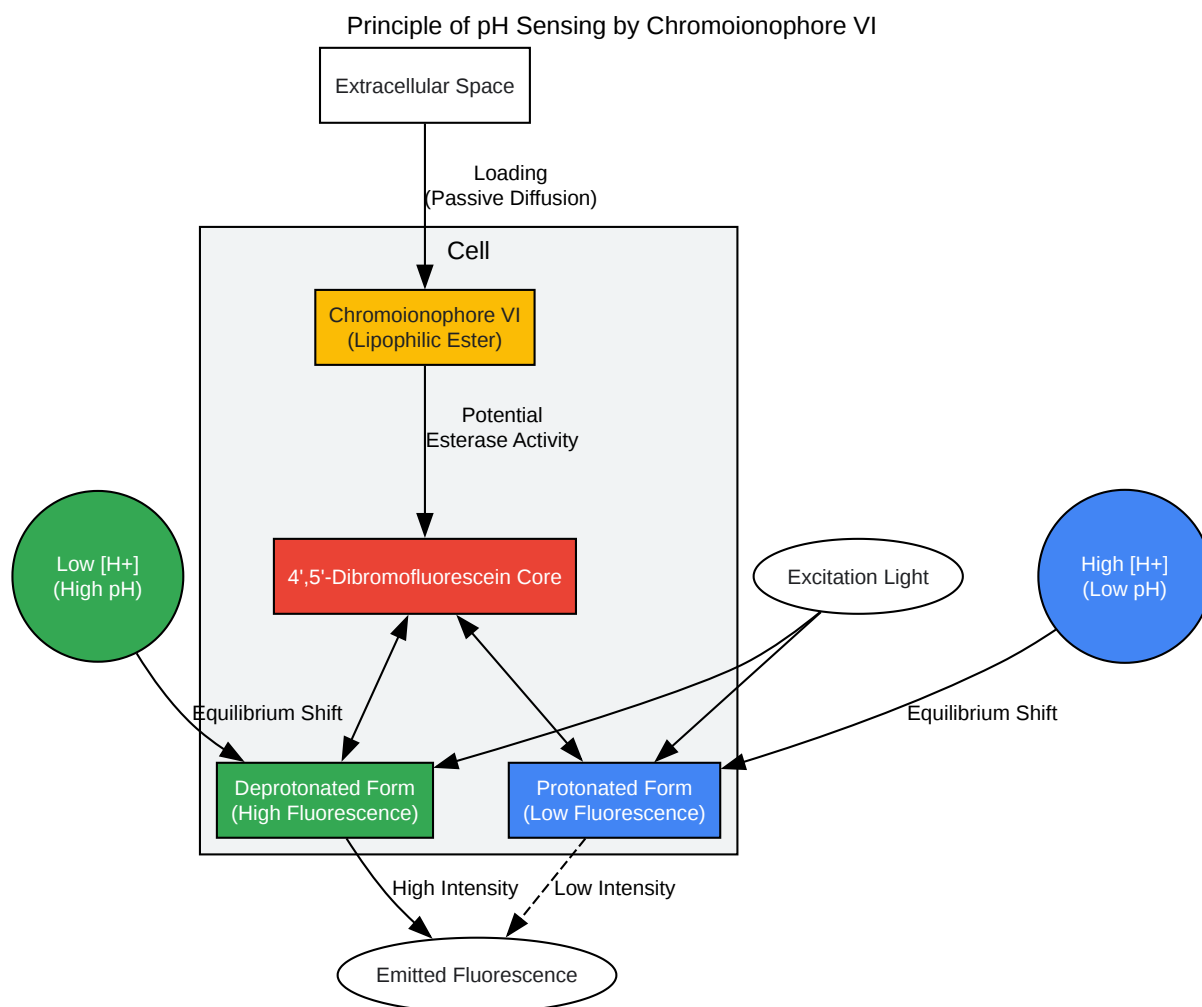 Principle of pH Sensing by Chromoionophore VI
Extracellular Space
Loading
(Passive Diffusion)
Cell
Chromoionophore VI
(Lipophilic Ester)
Potential
Esterase Activity
Low [H+]
(High pH)
4',5'-Dibromofluorescein Core
Excitation Light
High [H+]
(Low pH)
Equilibrium Shift
Equilibrium Shift
Deprotonated Form
(High Fluorescence)
Protonated Form
(Low Fluorescence)
High Intensity
Low Intensity
Emitted Fluorescence